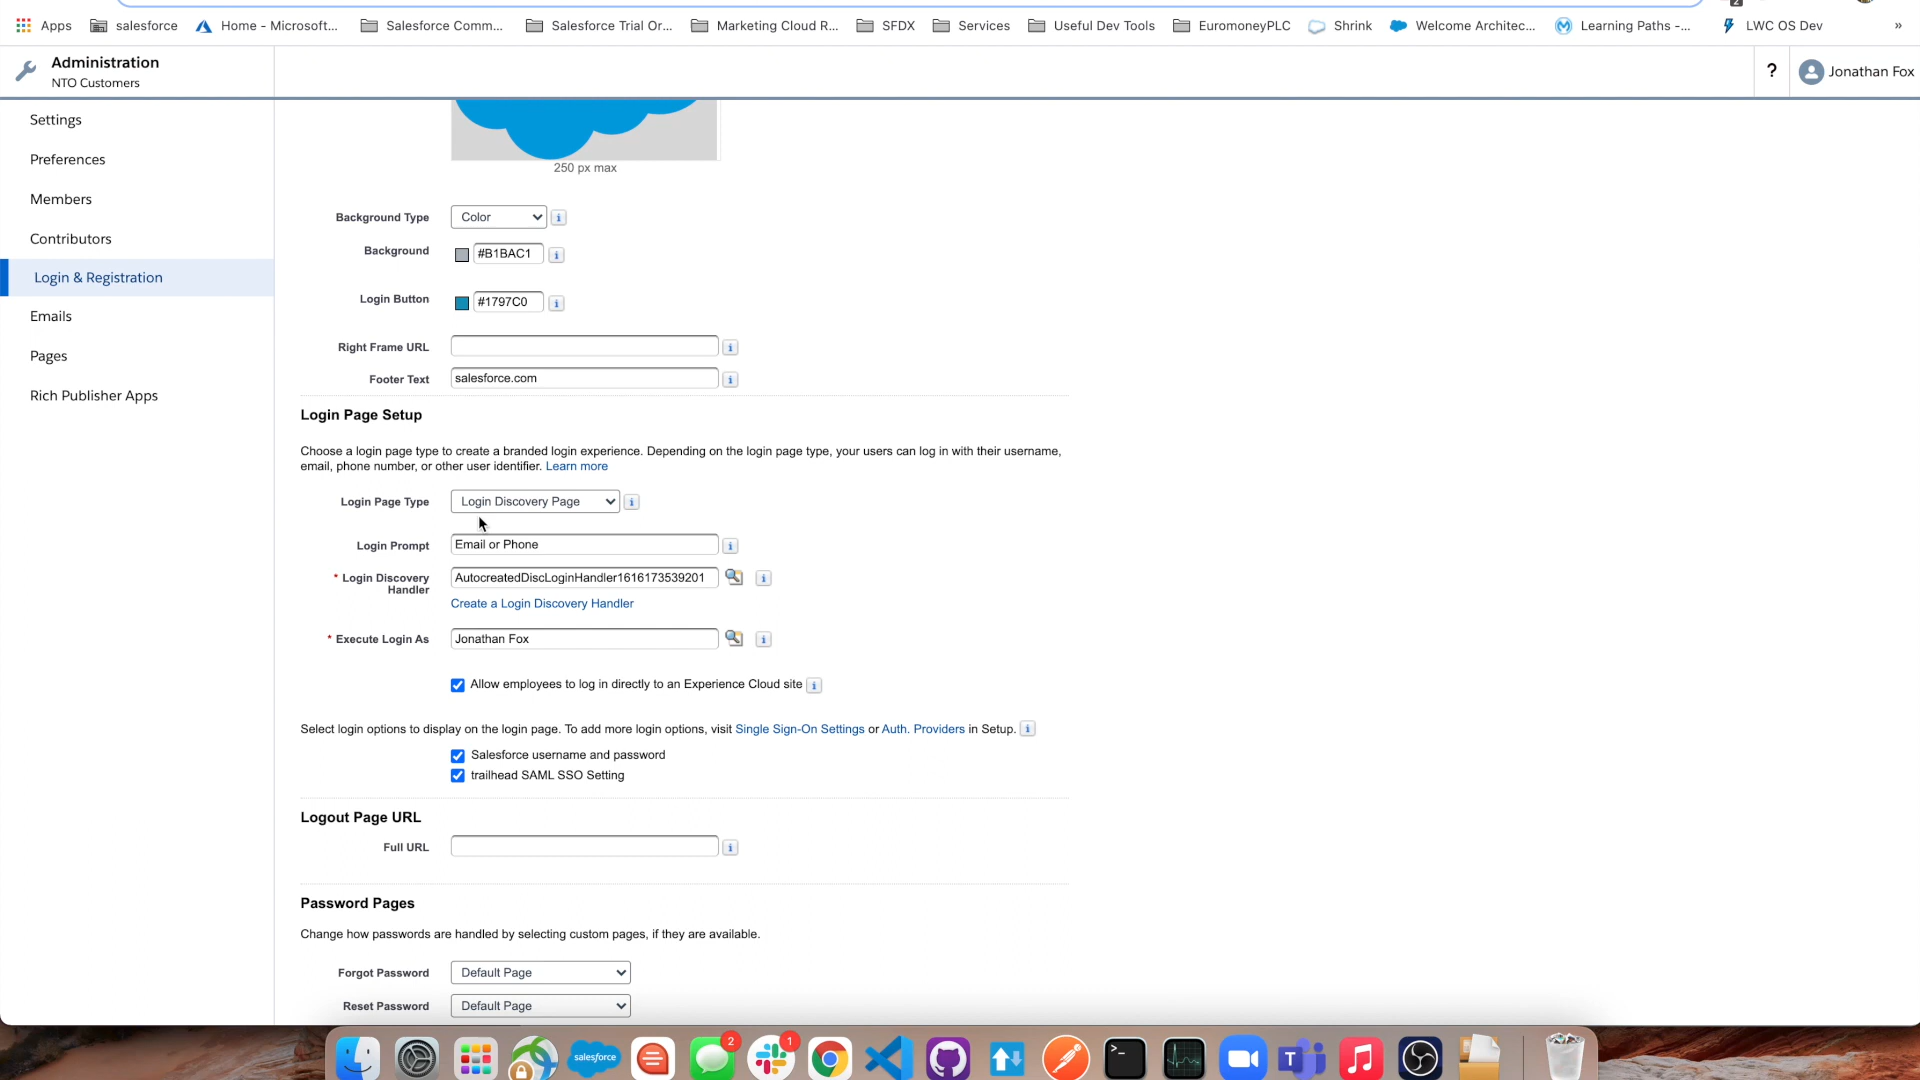 2
Apps
salesforce
Home - Microsoft...
Salesforce Comm...
Salesforce Trial Or...
Marketing Cloud R...
SFDX
Services
Useful Dev Tools
EuromoneyPLC
Shrink
Welcome Architec...
Learning Paths -...
LWC OS Dev
»
Administration
NTO Customers
?
Jonathan Fox
Settings
Preferences
Members
Contributors
Login & Registration
Emails
Pages
Rich Publisher Apps
250 px max
Background Type
Color
i
Background
#B1BAC1
i
Login Button
#1797C0
i
Right Frame URL
i
Footer Text
salesforce.com
i
Login Page Setup
Choose a login page type to create a branded login experience. Depending on the login page type, your users can log in with their username,
email, phone number, or other user identifier. Learn more
Login Page Type
Login Discovery Page
i
Login Prompt
Email or Phone
i
* Login Discovery
Handler
AutocreatedDiscLoginHandler1616173539201
i
Create a Login Discovery Handler
* Execute Login As
Jonathan Fox
i
Allow employees to log in directly to an Experience Cloud site
i
Select login options to display on the login page. To add more login options, visit Single Sign-On Settings or Auth. Providers in Setup.
i
Salesforce username and password
trailhead SAML SSO Setting
Logout Page URL
Full URL
i
Password Pages
Change how passwords are handled by selecting custom pages, if they are available.
Forgot Password
Default Page
Reset Password
Default Page
salesforce
2
1
>_
T